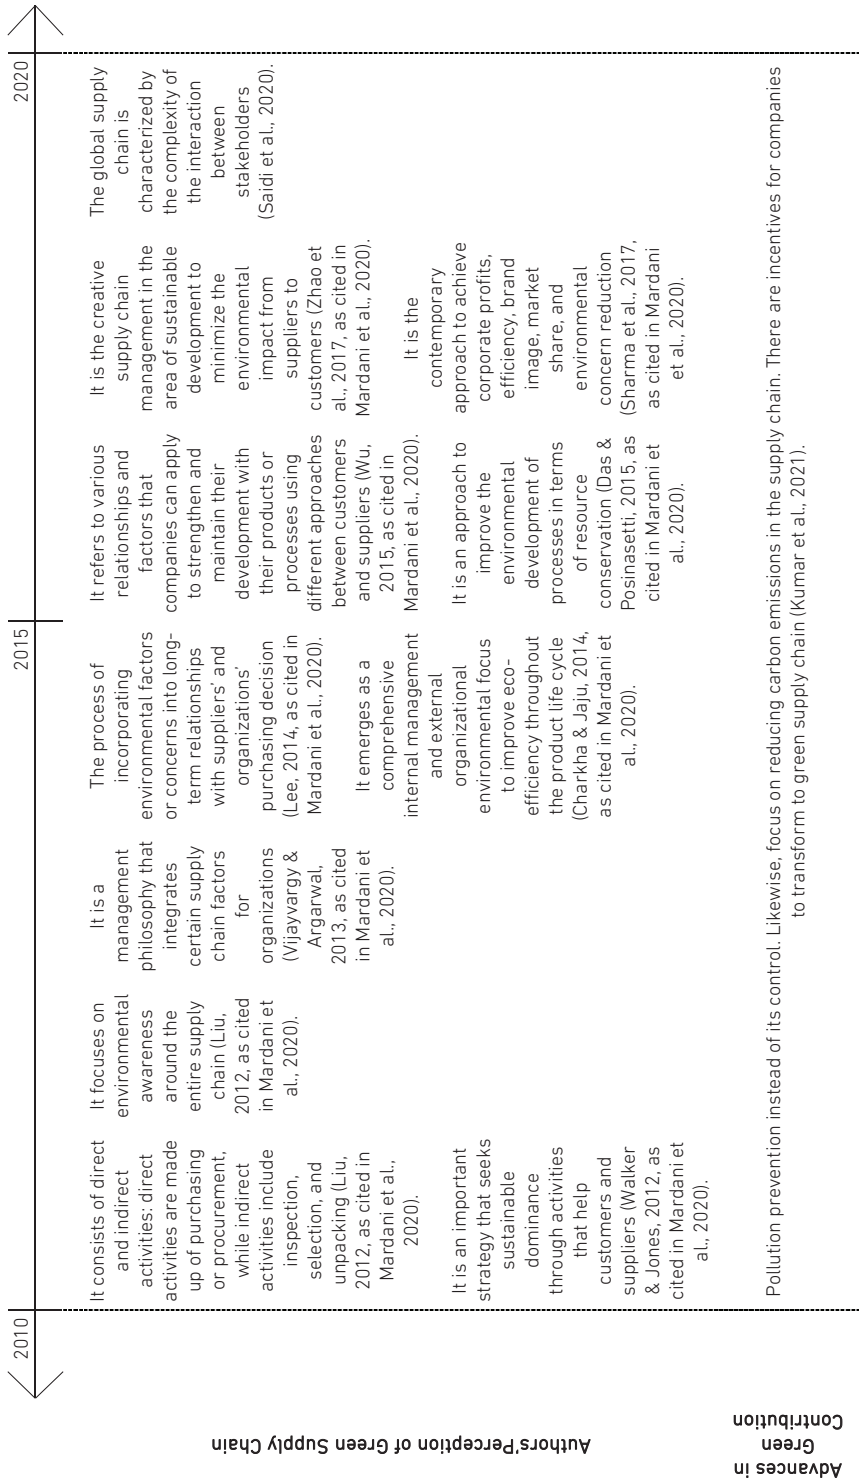 2010
2015
2020
Authors' Perception of Green Supply Chain
It consists of direct
and indirect
activities: direct
activities are made
up of purchasing
or procurement,
while indirect
activities include
inspection,
selection, and
unpacking (Liu,
2012, as cited in
Mardani et al.,
2020).
It is an important
strategy that seeks
sustainable
dominance
through activities
that help
customers and
suppliers (Walker
& Jones, 2012, as
cited in Mardani et
al., 2020).
It focuses on
environmental
awareness
around the
entire supply
chain (Liu,
2012, as cited
in Mardani et
al., 2020).
It is a
management
philosophy that
integrates
certain supply
chain factors
for
organizations
(Vijayvargy &
Argarwal,
2013, as cited
in Mardani et
al., 2020).
The process of
incorporating
environmental factors
or concerns into long-
term relationships
with suppliers' and
organizations'
purchasing decision
(Lee, 2014, as cited in
Mardani et al., 2020).
It emerges as a
comprehensive
internal management
and external
organizational
environmental focus
to improve eco-
efficiency throughout
the product life cycle
(Charkha & Jaju, 2014,
as cited in Mardani et
al., 2020).
It refers to various
relationships and
factors that
companies can apply
to strengthen and
maintain their
development with
their products or
processes using
different approaches
between customers
and suppliers (Wu,
2015, as cited in
Mardani et al., 2020).
It is an approach to
improve the
environmental
development of
processes in terms
of resource
conservation (Das &
Posinasetti, 2015, as
cited in Mardani et
al., 2020).
It is the creative
supply chain
management in the
area of sustainable
development to
minimize the
environmental
impact from
suppliers to
customers (Zhao et
al., 2017, as cited in
Mardani et al., 2020).
It is the
contemporary
approach to achieve
corporate profits,
efficiency, brand
image, market
share, and
environmental
concern reduction
(Sharma et al., 2017,
as cited in Mardani
et al., 2020).
The global supply
chain is
characterized by
the complexity of
the interaction
between
stakeholders
(Saidi et al., 2020).
Advances in
Green
Contribution
Pollution prevention instead of its control. Likewise, focus on reducing carbon emissions in the supply chain. There are incentives for companies
to transform to green supply chain (Kumar et al., 2021).